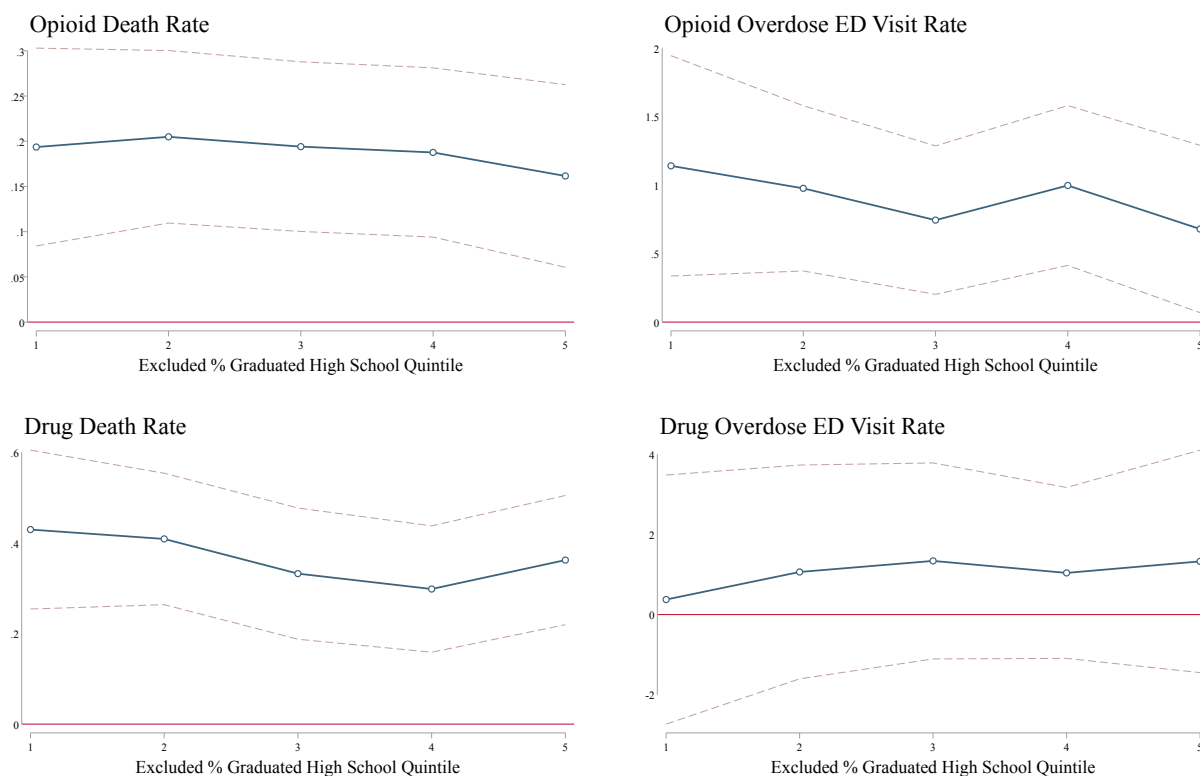 Opioid Death Rate
.3
.25
.2
.15
.1
.05
0
1 2 3 4 5
Excluded % Graduated High School Quintile
Opioid Overdose ED Visit Rate
2
1.5
1
.5
0
1 2 3 4 5
Excluded % Graduated High School Quintile
Drug Death Rate
.6
.4
.2
0
1 2 3 4 5
Excluded % Graduated High School Quintile
Drug Overdose ED Visit Rate
4
2
0
-2
1 2 3 4 5
Excluded % Graduated High School Quintile